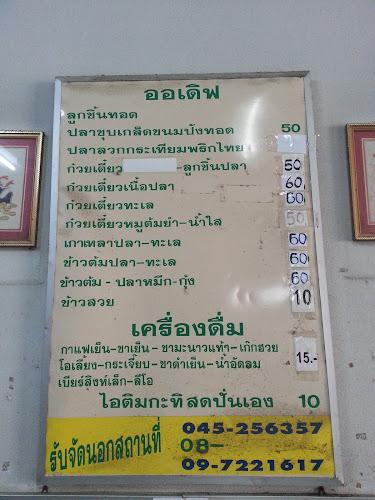 ออเดิฟ
ลูกชิ้นทอด
ปลาชุบเกล็ดขนมปังทอด 50
ปลาลวกกระเทียมพริกไทย
ก๋วยเตี๋ยว -ลูกชิ้นปลา 50
ก๋วยเตี๋ยวเนื้อปลา 60
ก๋วยเตี๋ยวทะเล 60
ก๋วยเตี๋ยวหมูต้มยำ-น้ำใส 50
เกาเหลาปลา-ทะเล 60
ข้าวต้มปลา-ทะเล 60
ข้าวต้ม - ปลาหมึก-กุ้ง 60
ข้าวสวย 10
เครื่องดื่ม
กาแฟเย็น-ชาเย็น-ชามะนาวแท้ๆ-เก๊กฮวย
โอเลี้ยง-กระเจี๊ยบ-ชาดำเย็น-น้ำอัดลม 15.-
เบียร์สิงห์เล็ก-ลีโอ
ไอติมกะทิสดปั่นเอง 10
รับจัดนอกสถานที่ 045-256357
08-
09-7221617